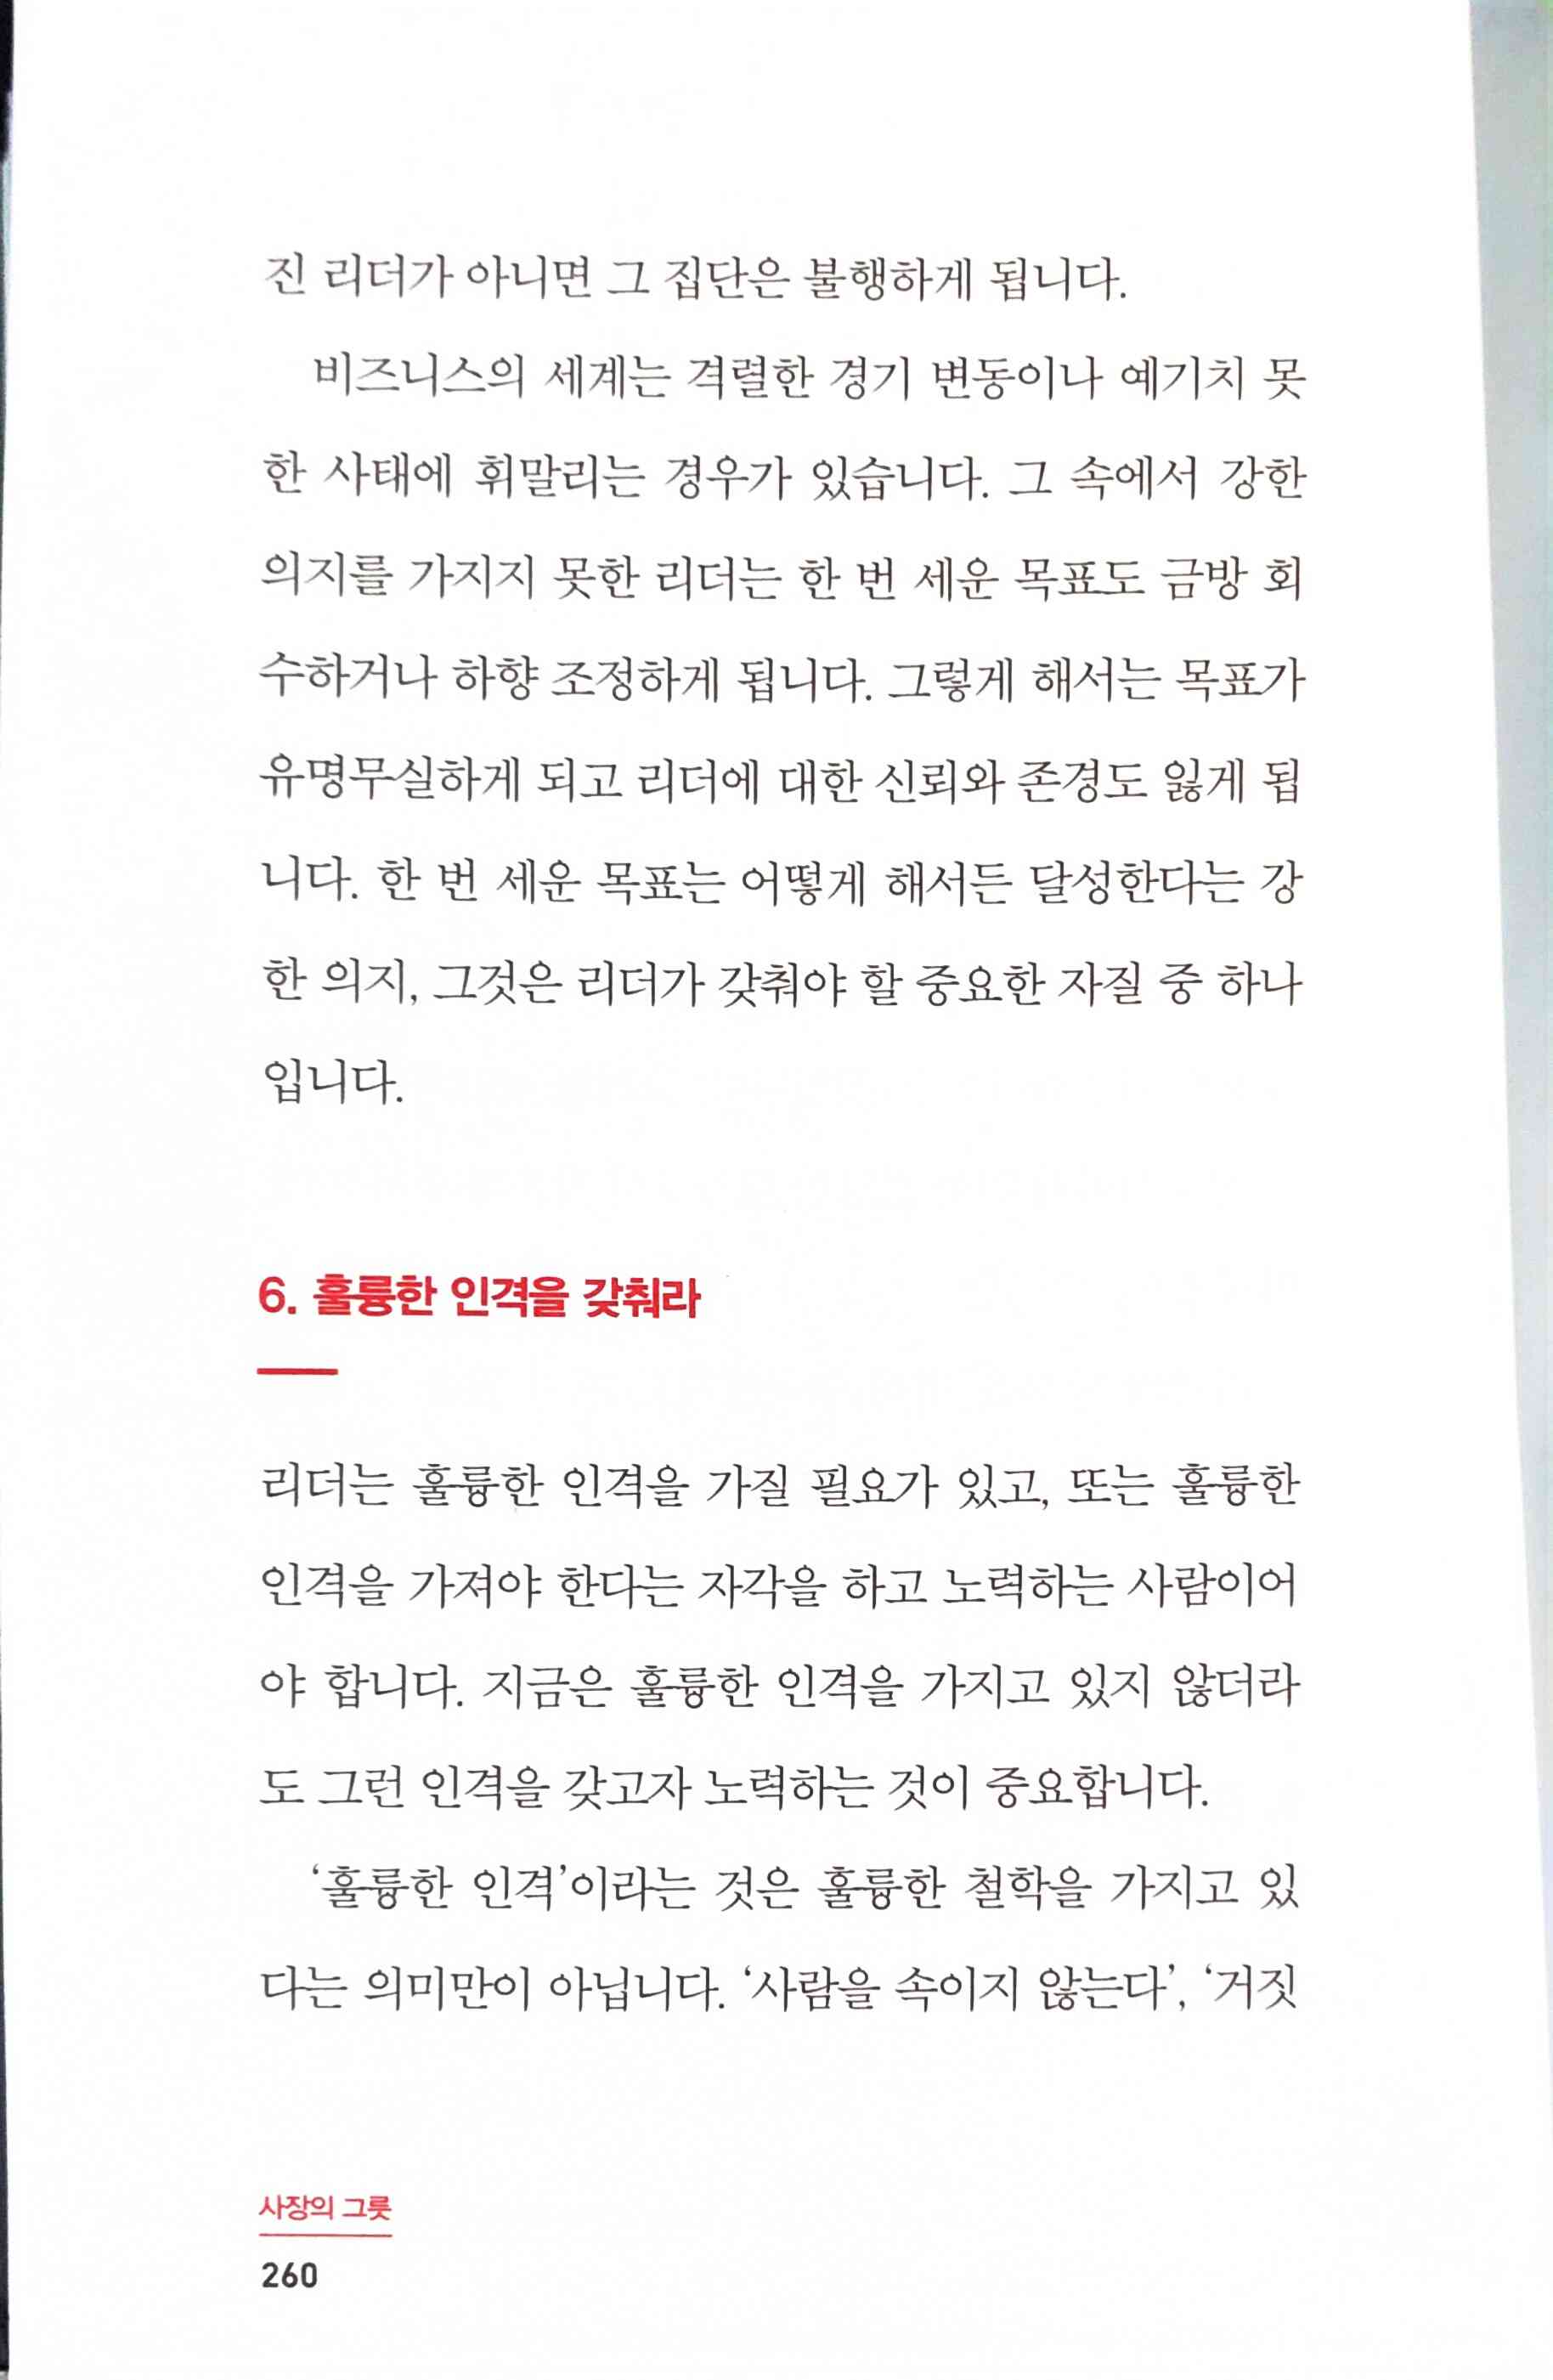 진 리더가 아니면 그 집단은 불행하게 됩니다.
비즈니스의 세계는 격렬한 경기 변동이나 예기치 못
한 사태에 휘말리는 경우가 있습니다. 그 속에서 강한
의지를 가지지 못한 리더는 한 번 세운 목표도 금방 회
수하거나 하향 조정하게 됩니다. 그렇게 해서는 목표가
유명무실하게 되고 리더에 대한 신뢰와 존경도 잃게 됩
니다. 한 번 세운 목표는 어떻게 해서든 달성한다는 강
한 의지, 그것은 리더가 갖춰야 할 중요한 자질 중 하나
입니다.
6. 훌륭한 인격을 갖춰라
리더는 훌륭한 인격을 가질 필요가 있고, 또는 훌륭한
인격을 가져야 한다는 자각을 하고 노력하는 사람이어
야 합니다. 지금은 훌륭한 인격을 가지고 있지 않더라
도 그런 인격을 갖고자 노력하는 것이 중요합니다.
‘훌륭한 인격’이라는 것은 훌륭한 철학을 가지고 있
다는 의미만이 아닙니다. ‘사람을 속이지 않는다’, ‘거짓
사장의 그릇
260